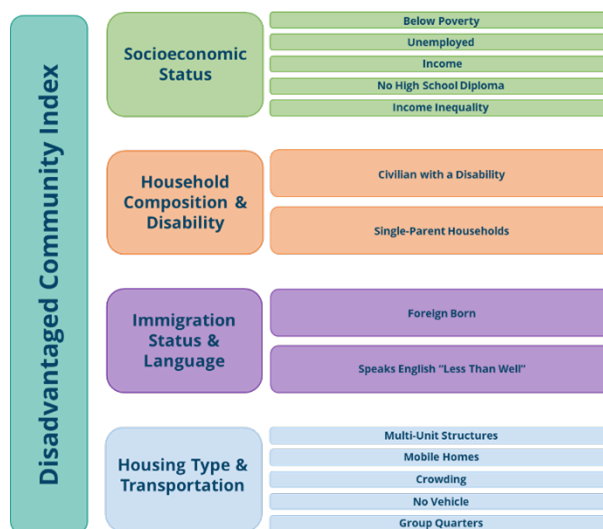 Disadvantaged Community Index
Socioeconomic
Status
Below Poverty
Unemployed
Income
No High School Diploma
Income Inequality
Household
Composition &
Disability
Civilian with a Disability
Single-Parent Households
Immigration
Status &
Language
Foreign Born
Speaks English “Less Than Well”
Housing Type &
Transportation
Multi-Unit Structures
Mobile Homes
Crowding
No Vehicle
Group Quarters